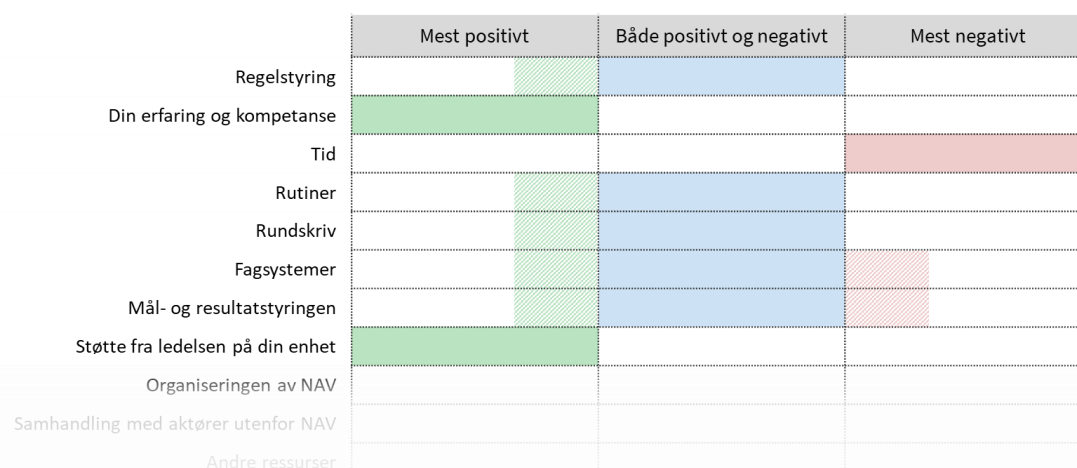 Mest positivt
Både positivt og negativt
Mest negativt
Regelstyring
Din erfaring og kompetanse
Tid
Rutiner
Rundskriv
Fagsystemer
Mål- og resultatstyringen
Støtte fra ledelsen på din enhet
Organiseringen av NAV
Samhandling med aktører utenfor NAV
Andre ressurser